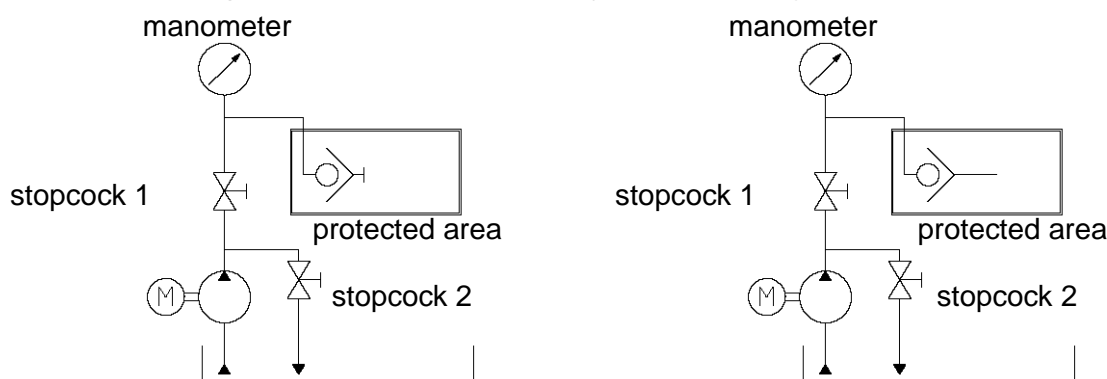 manometer
manometer
stopcock 1
stopcock 1
protected area
protected area
M
stopcock 2
M
stopcock 2